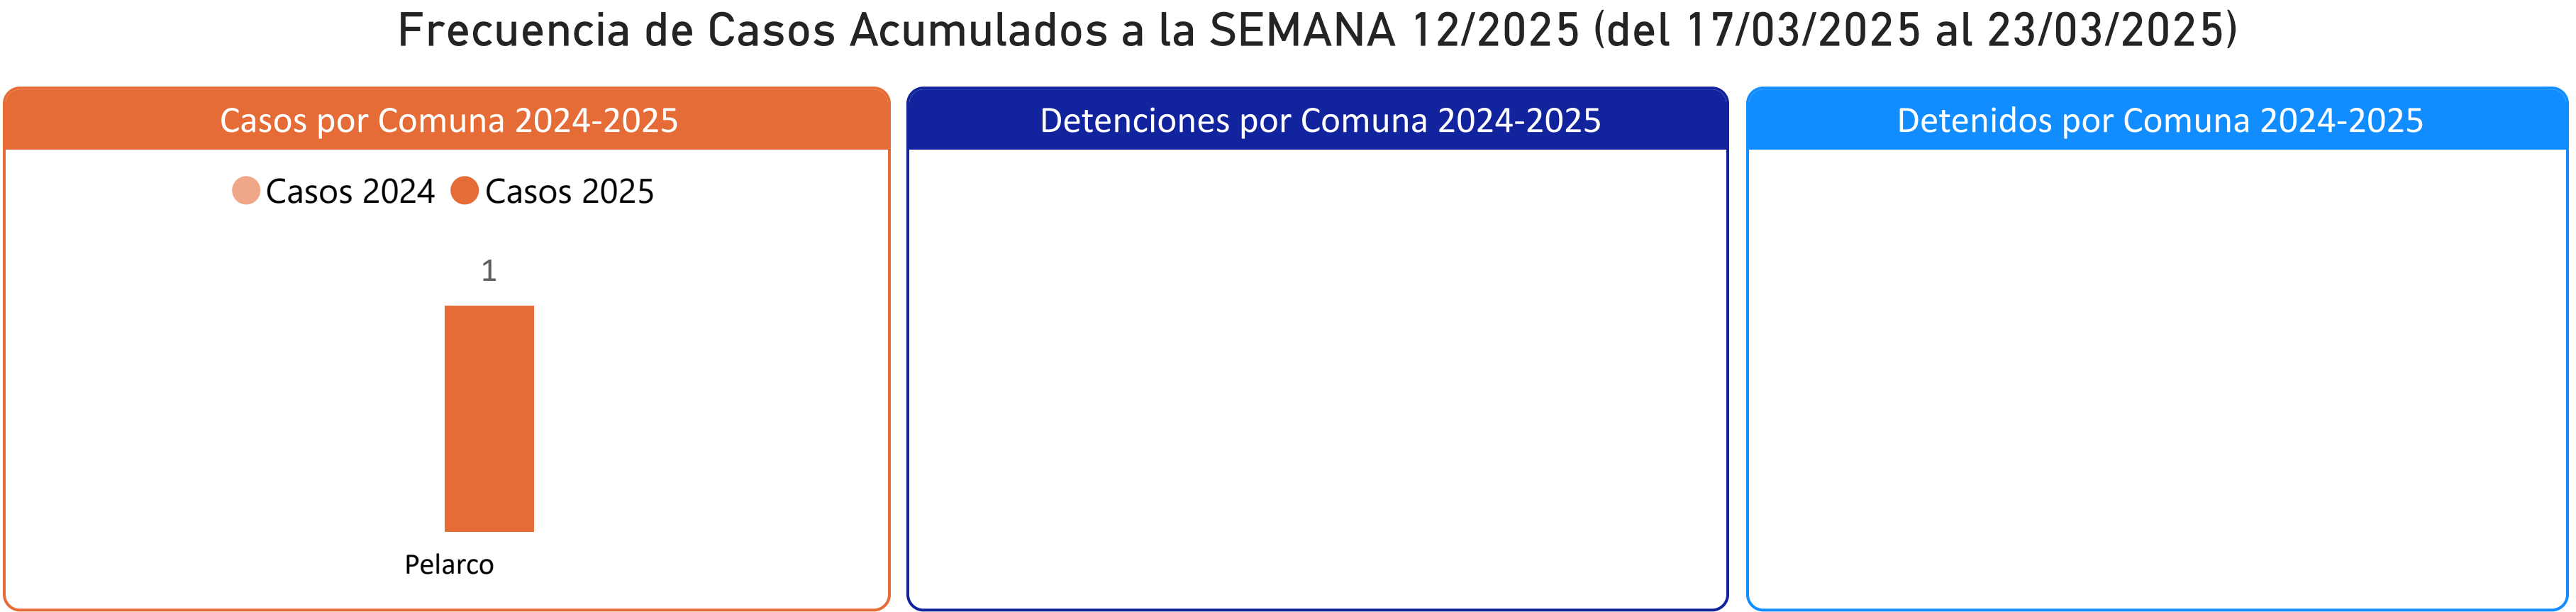 Frecuencia de Casos Acumulados a la SEMANA 12/2025 (del 17/03/2025 al 23/03/2025)
Casos por Comuna 2024-2025
Casos 2024 Casos 2025
1
Pelarco
Detenciones por Comuna 2024-2025
Detenidos por Comuna 2024-2025